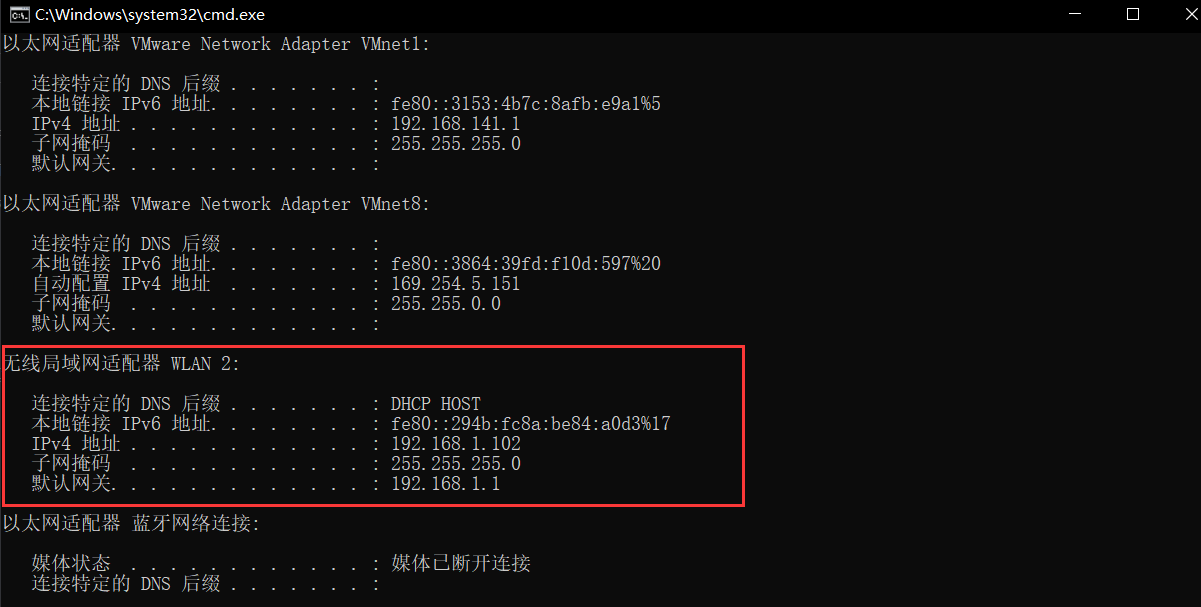 C:\Windows\system32\cmd.exe
以太网适配器 VMware Network Adapter VMnet1:
连接特定的 DNS 后缀 . . . . . . . :
本地链接 IPv6 地址. . . . . . . . : fe80::3153:4b7c:8afb:e9a1%5
IPv4 地址 . . . . . . . . . . . . : 192.168.141.1
子网掩码  . . . . . . . . . . . . : 255.255.255.0
默认网关. . . . . . . . . . . . . :
以太网适配器 VMware Network Adapter VMnet8:
连接特定的 DNS 后缀 . . . . . . . :
本地链接 IPv6 地址. . . . . . . . : fe80::3864:39fd:f10d:597%20
自动配置 IPv4 地址  . . . . . . . : 169.254.5.151
子网掩码  . . . . . . . . . . . . : 255.255.0.0
默认网关. . . . . . . . . . . . . :
无线局域网适配器 WLAN 2:
连接特定的 DNS 后缀 . . . . . . . : DHCP HOST
本地链接 IPv6 地址. . . . . . . . : fe80::294b:fc8a:be84:a0d3%17
IPv4 地址 . . . . . . . . . . . . : 192.168.1.102
子网掩码  . . . . . . . . . . . . : 255.255.255.0
默认网关. . . . . . . . . . . . . : 192.168.1.1
以太网适配器 蓝牙网络连接:
媒体状态  . . . . . . . . . . . . : 媒体已断开连接
连接特定的 DNS 后缀 . . . . . . . :